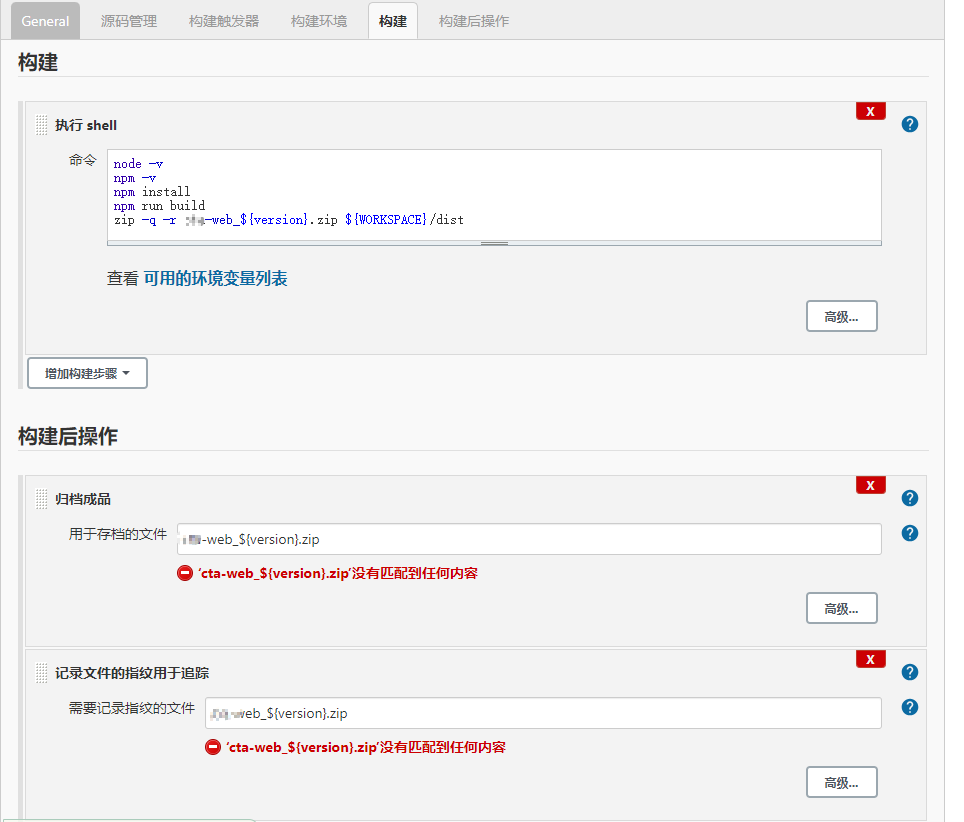 General 源码管理 构建触发器 构建环境 构建 构建后操作
构建
X
执行 shell
?
命令
node -v
npm -v
npm install
npm run build
zip -q -r -web_${version}.zip ${WORKSPACE}/dist
查看 可用的环境变量列表
高级...
增加构建步骤
构建后操作
X
归档成品
?
用于存档的文件 -web_${version}.zip
?
'cta-web_${version}.zip'没有匹配到任何内容
高级...
X
记录文件的指纹用于追踪
?
需要记录指纹的文件 -web_${version}.zip
?
'cta-web_${version}.zip'没有匹配到任何内容
高级...